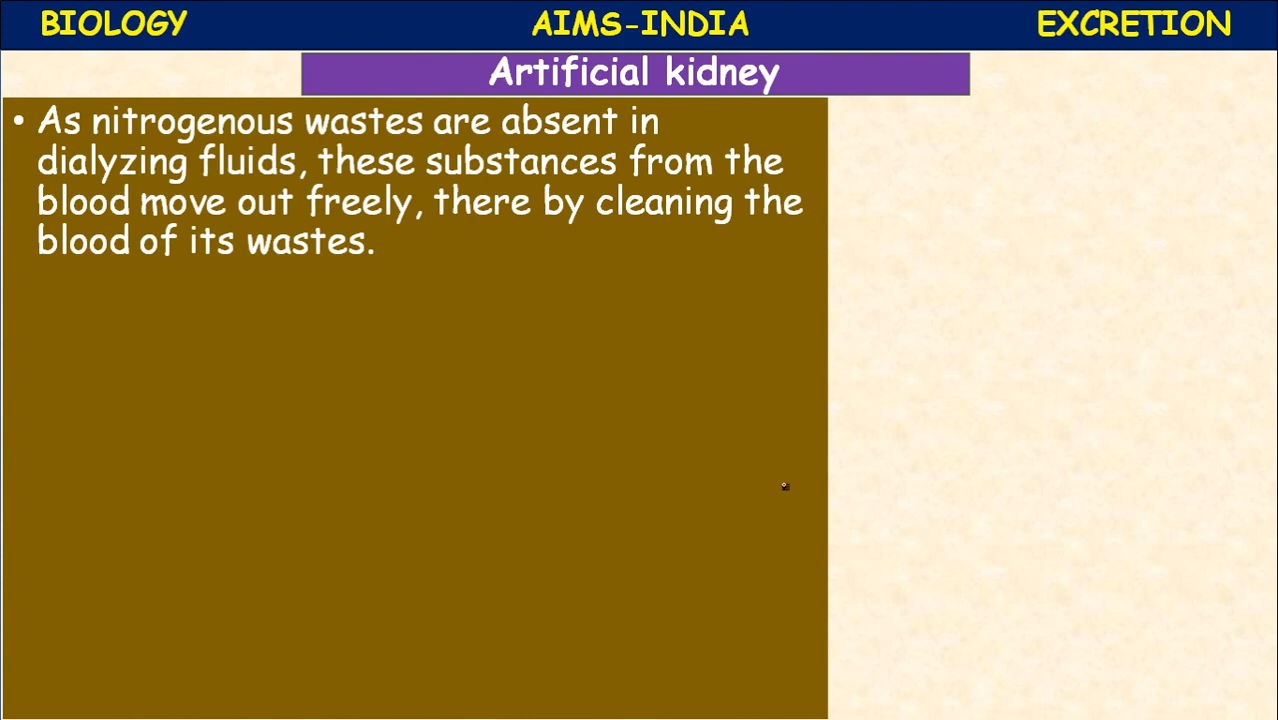 BIOLOGY AIMS-INDIA EXCRETION
Artificial kidney
• As nitrogenous wastes are absent in
dialyzing fluids, these substances from the
blood move out freely, there by cleaning the
blood of its wastes.